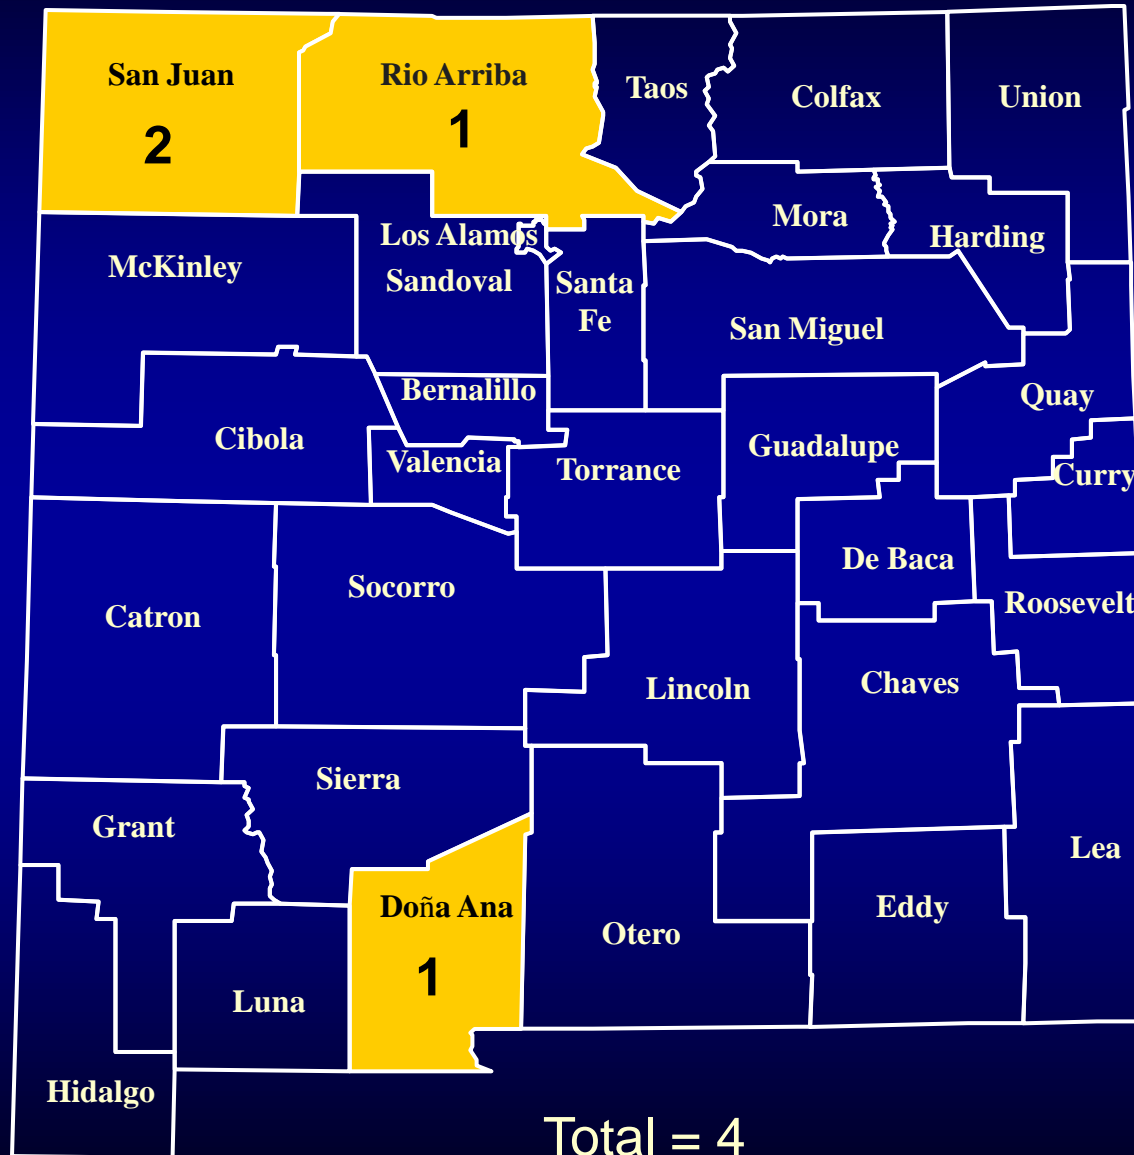 San Juan
2
Rio Arriba
1
Taos
Colfax
Union
McKinley
Los Alamos
Sandoval
Santa
Fe
Mora
Harding
San Miguel
Bernalillo
Quay
Cibola
Valencia
Torrance
Guadalupe
Curry
De Baca
Socorro
Catron
Roosevelt
Lincoln
Chaves
Sierra
Grant
Lea
Doña Ana
1
Eddy
Otero
Luna
Hidalgo
Total = 4